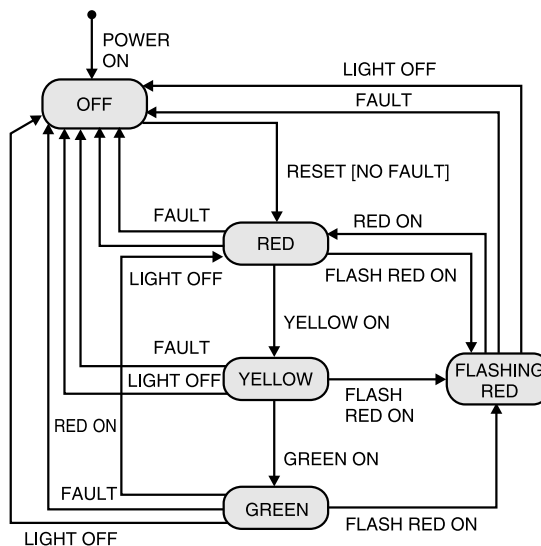 POWER
ON
LIGHT OFF
OFF
FAULT
RESET [NO FAULT]
FAULT
RED ON
RED
LIGHT OFF
FLASH RED ON
YELLOW ON
FAULT
LIGHT OFF
YELLOW
FLASH
RED ON
FLASHING
RED
RED ON
GREEN ON
FAULT
GREEN
LIGHT OFF
FLASH RED ON